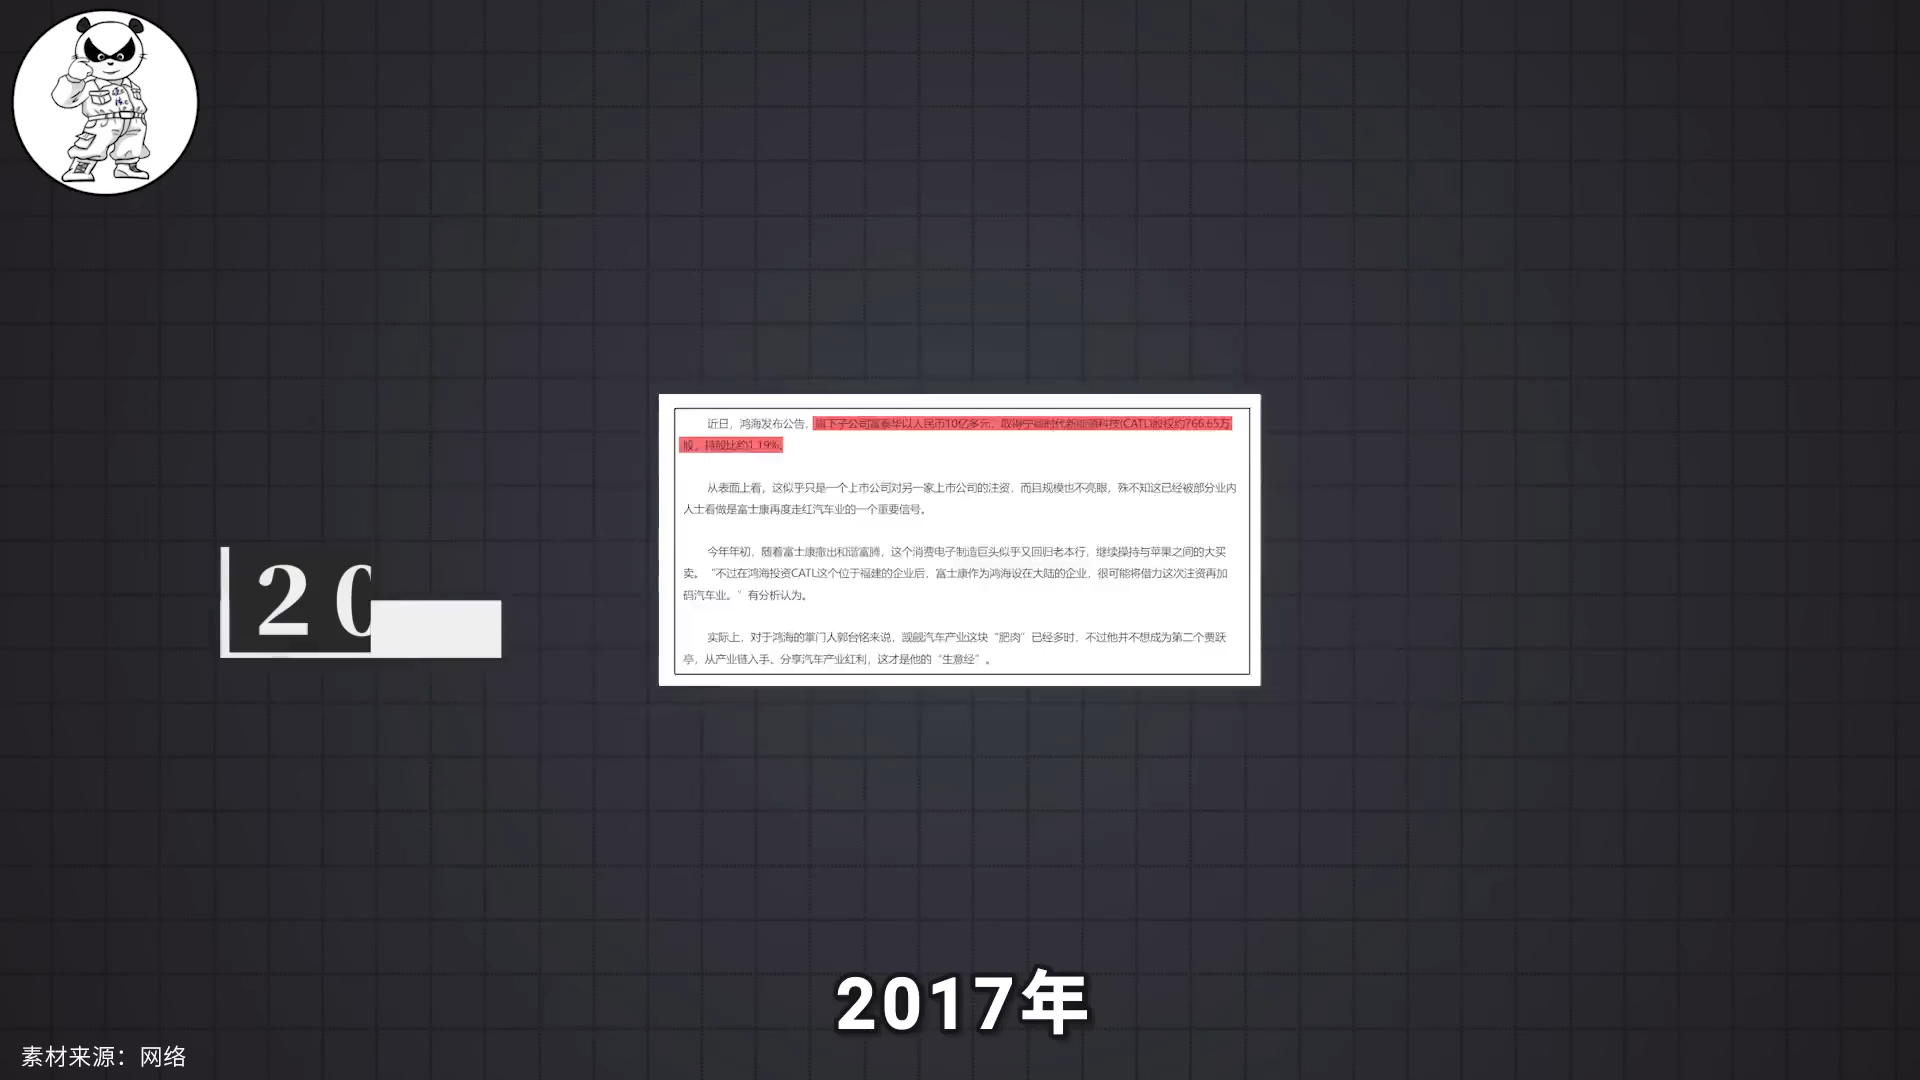 近日，鸿海发布公告，旗下子公司富泰华以人民币10亿多元，取得宁德时代新能源科技(CATL)股权约766.65万
股，持股比约1.19%。
从表面上看，这似乎只是一个上市公司对另一家上市公司的注资，而且规模也不亮眼，殊不知这已经被部分业内
人士看做是富士康再度走红汽车业的一个重要信号。
今年年初，随着富士康撤出和谐富腾，这个消费电子制造巨头似乎又回归老本行，继续操持与苹果之间的大买
卖。“不过在鸿海投资CATL这个位于福建的企业后，富士康作为鸿海设在大陆的企业，很可能将借力这次注资再加
码汽车业。”有分析认为。
实际上，对于鸿海的掌门人郭台铭来说，觊觎汽车产业这块“肥肉”已经多时，不过他并不想成为第二个贾跃
亭，从产业链入手、分享汽车产业红利，这才是他的“生意经”。
20
2017年
素材来源：网络